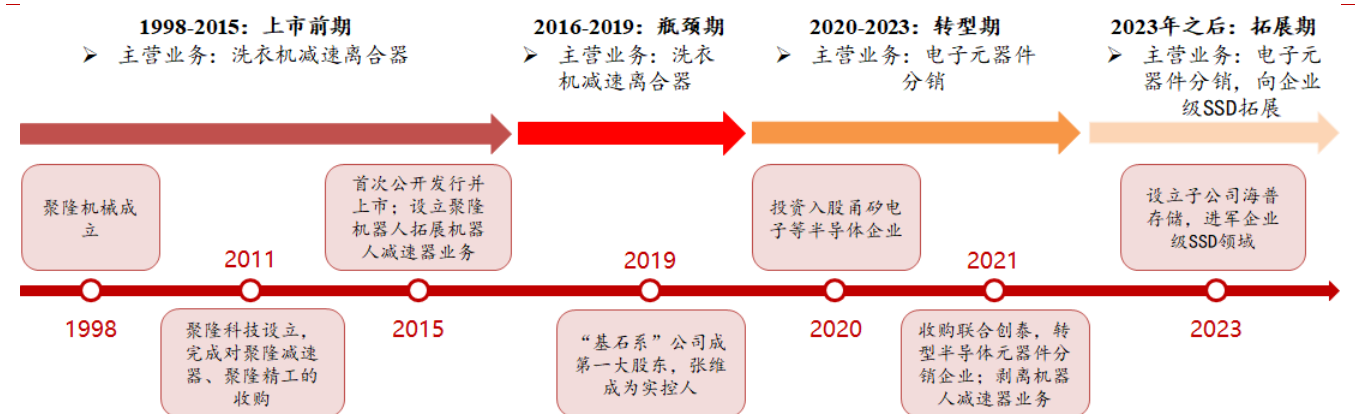 1998-2015：上市前期
➢ 主营业务：洗衣机减速离合器
2016-2019：瓶颈期
➢ 主营业务：洗衣
机减速离合器
2020-2023：转型期
➢ 主营业务：电子元器件
分销
2023年之后：拓展期
➢ 主营业务：电子元
器件分销，向企业
级SSD拓展
聚隆机械成
立
1998
2011
聚隆科技设立，
完成对聚隆减速
器、聚隆精工的
收购
首次公开发行并
上市；设立聚隆
机器人拓展机器
人减速器业务
2015
2019
“基石系”公司成
第一大股东，张维
成为实控人
投资入股甬矽电
子等半导体企业
2020
2021
收购联合创泰，转
型半导体元器件分
销企业；剥离机器
人减速器业务
设立子公司海普
存储，进军企业
级SSD领域
2023